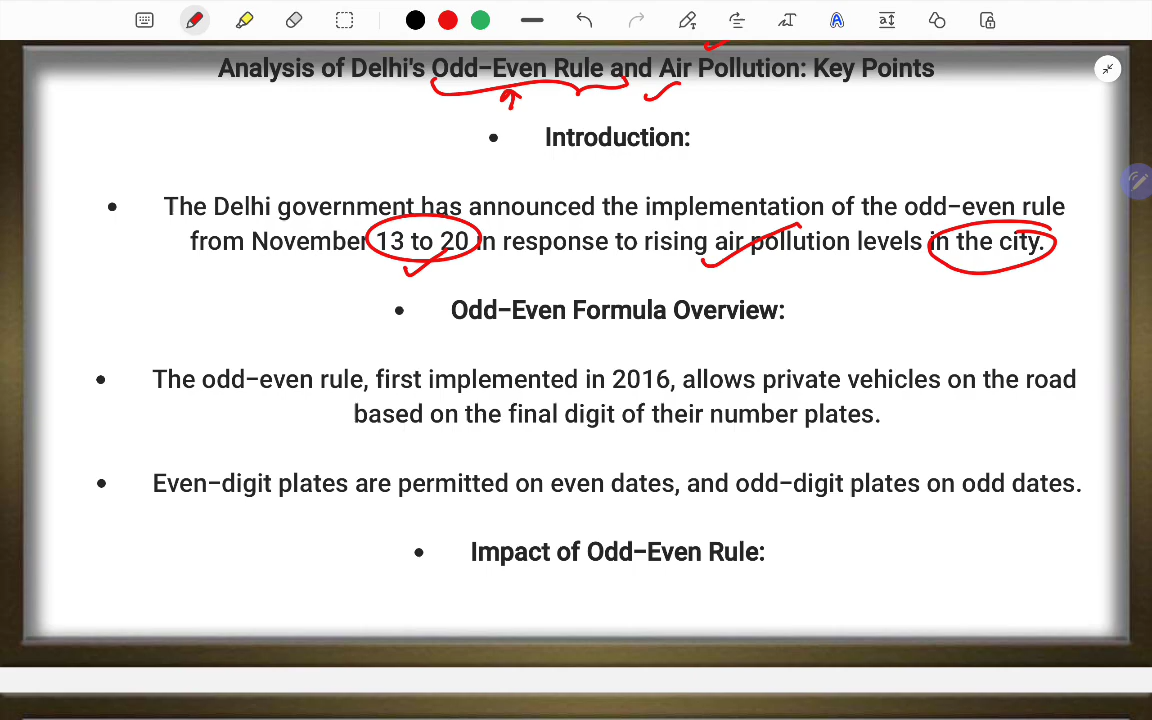 Analysis of Delhi's Odd-Even Rule and Air Pollution: Key Points
• Introduction:
• The Delhi government has announced the implementation of the odd-even rule
from November 13 to 20 in response to rising air pollution levels in the city.
• Odd-Even Formula Overview:
• The odd-even rule, first implemented in 2016, allows private vehicles on the road
based on the final digit of their number plates.
• Even-digit plates are permitted on even dates, and odd-digit plates on odd dates.
• Impact of Odd-Even Rule: